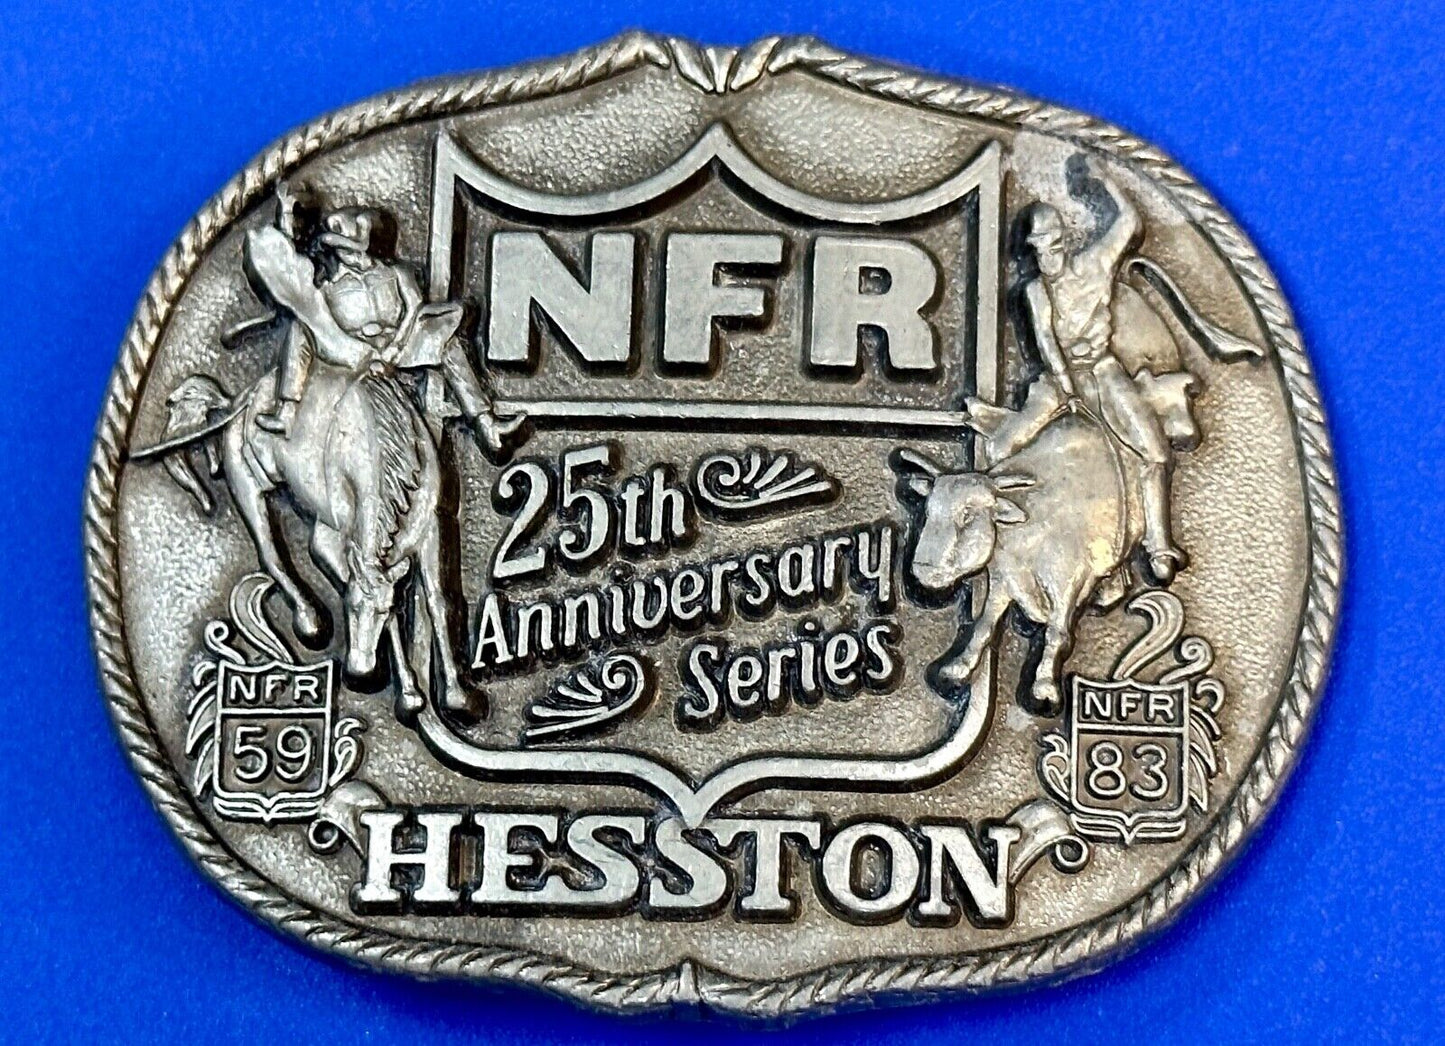 NFR
25th
Anniversary
Series
NFR
59
NFR
83
HESSTON